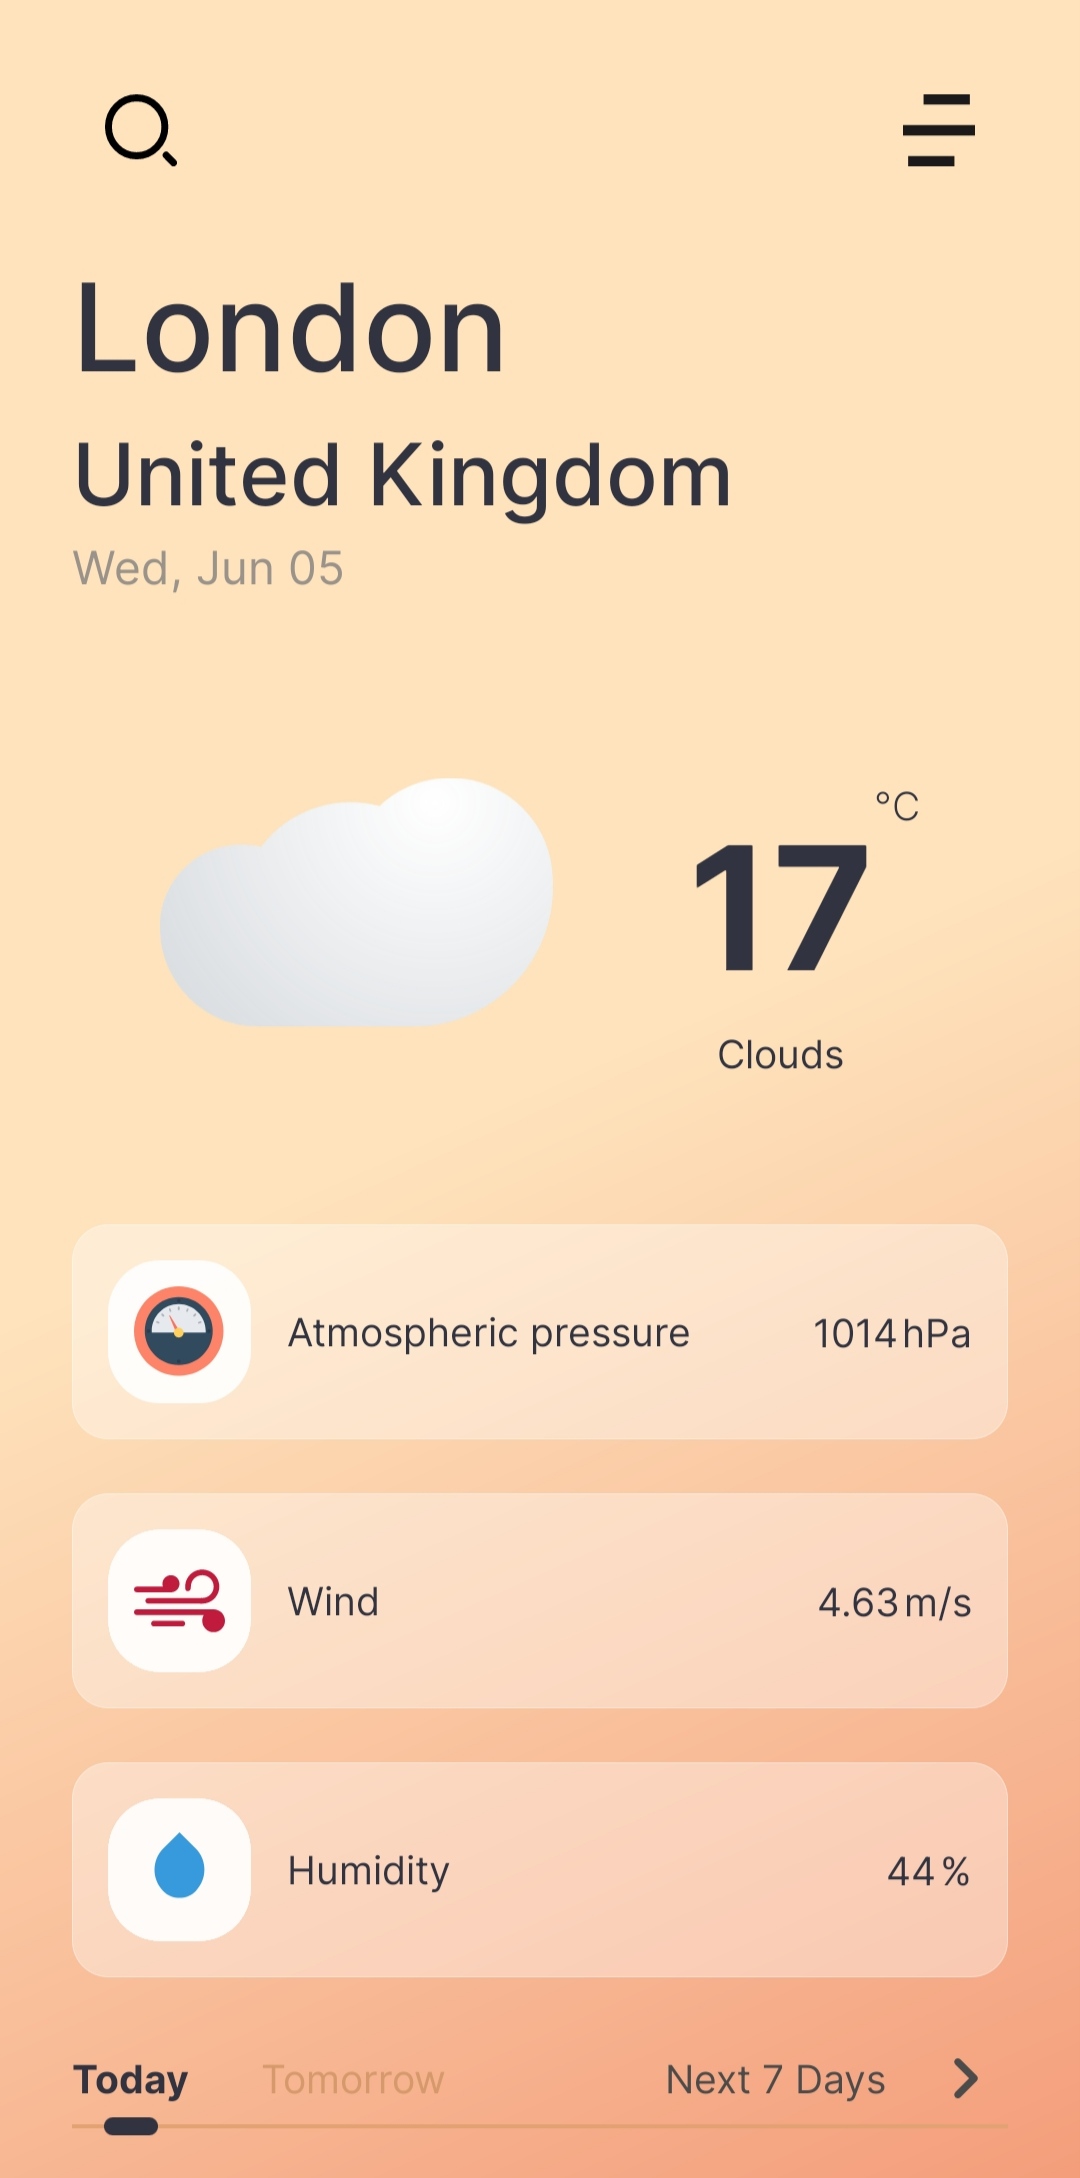 London
United Kingdom
Wed, Jun 05
°C
17
Clouds
Atmospheric pressure 1014 hPa
Wind 4.63 m/s
Humidity 44 %
Today Tomorrow Next 7 Days